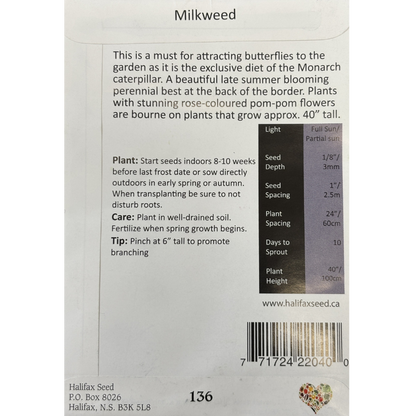 Milkweed
This is a must for attracting butterflies to the
garden as it is the exclusive diet of the Monarch
caterpillar. A beautiful late summer blooming
perennial best at the back of the border. Plants
with stunning rose-coloured pom-pom flowers
are bourne on plants that grow approx. 40" tall.
Plant: Start seeds indoors 8-10 weeks
before last frost date or sow directly
outdoors in early spring or autumn.
When transplanting be sure to not
disturb roots.
Care: Plant in well-drained soil.
Fertilize when spring growth begins.
Tip: Pinch at 6" tall to promote
branching
Light Full Sun/
Partial sun
Seed 1/8"/
Depth 3mm
Seed 1"/
Spacing 2.5m
Plant 24"/
Spacing 60cm
Days to 10
Sprout
Plant 40"/
Height 100cm
www.halifaxseed.ca
7 71724 22040 0
Halifax Seed
P.O. Box 8026
Halifax, N.S. B3K 5L8
136